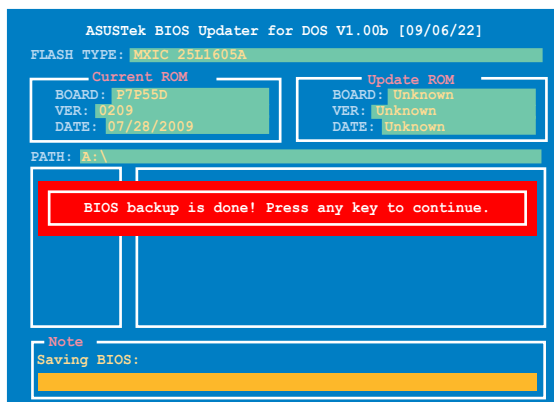 ASUSTek BIOS Updater for DOS V1.00b [09/06/22]
FLASH TYPE: MXIC 25L1605A
Current ROM
BOARD: P7P55D
VER: 0209
DATE: 07/28/2009
Update ROM
BOARD: Unknown
VER: Unknown
DATE: Unknown
PATH: A:\
BIOS backup is done! Press any key to continue.
Note
Saving BIOS: